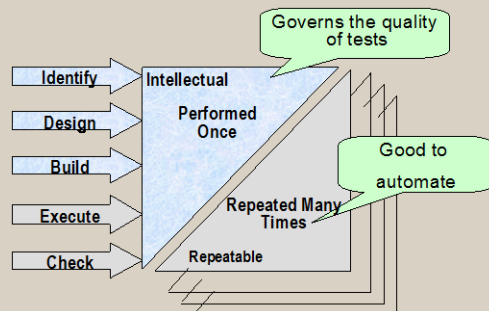 Governs the quality
of tests
Identify
Intellectual
Performed
Once
Design
Build
Good to
automate
Execute
Repeated Many
Times
Check
Repeatable